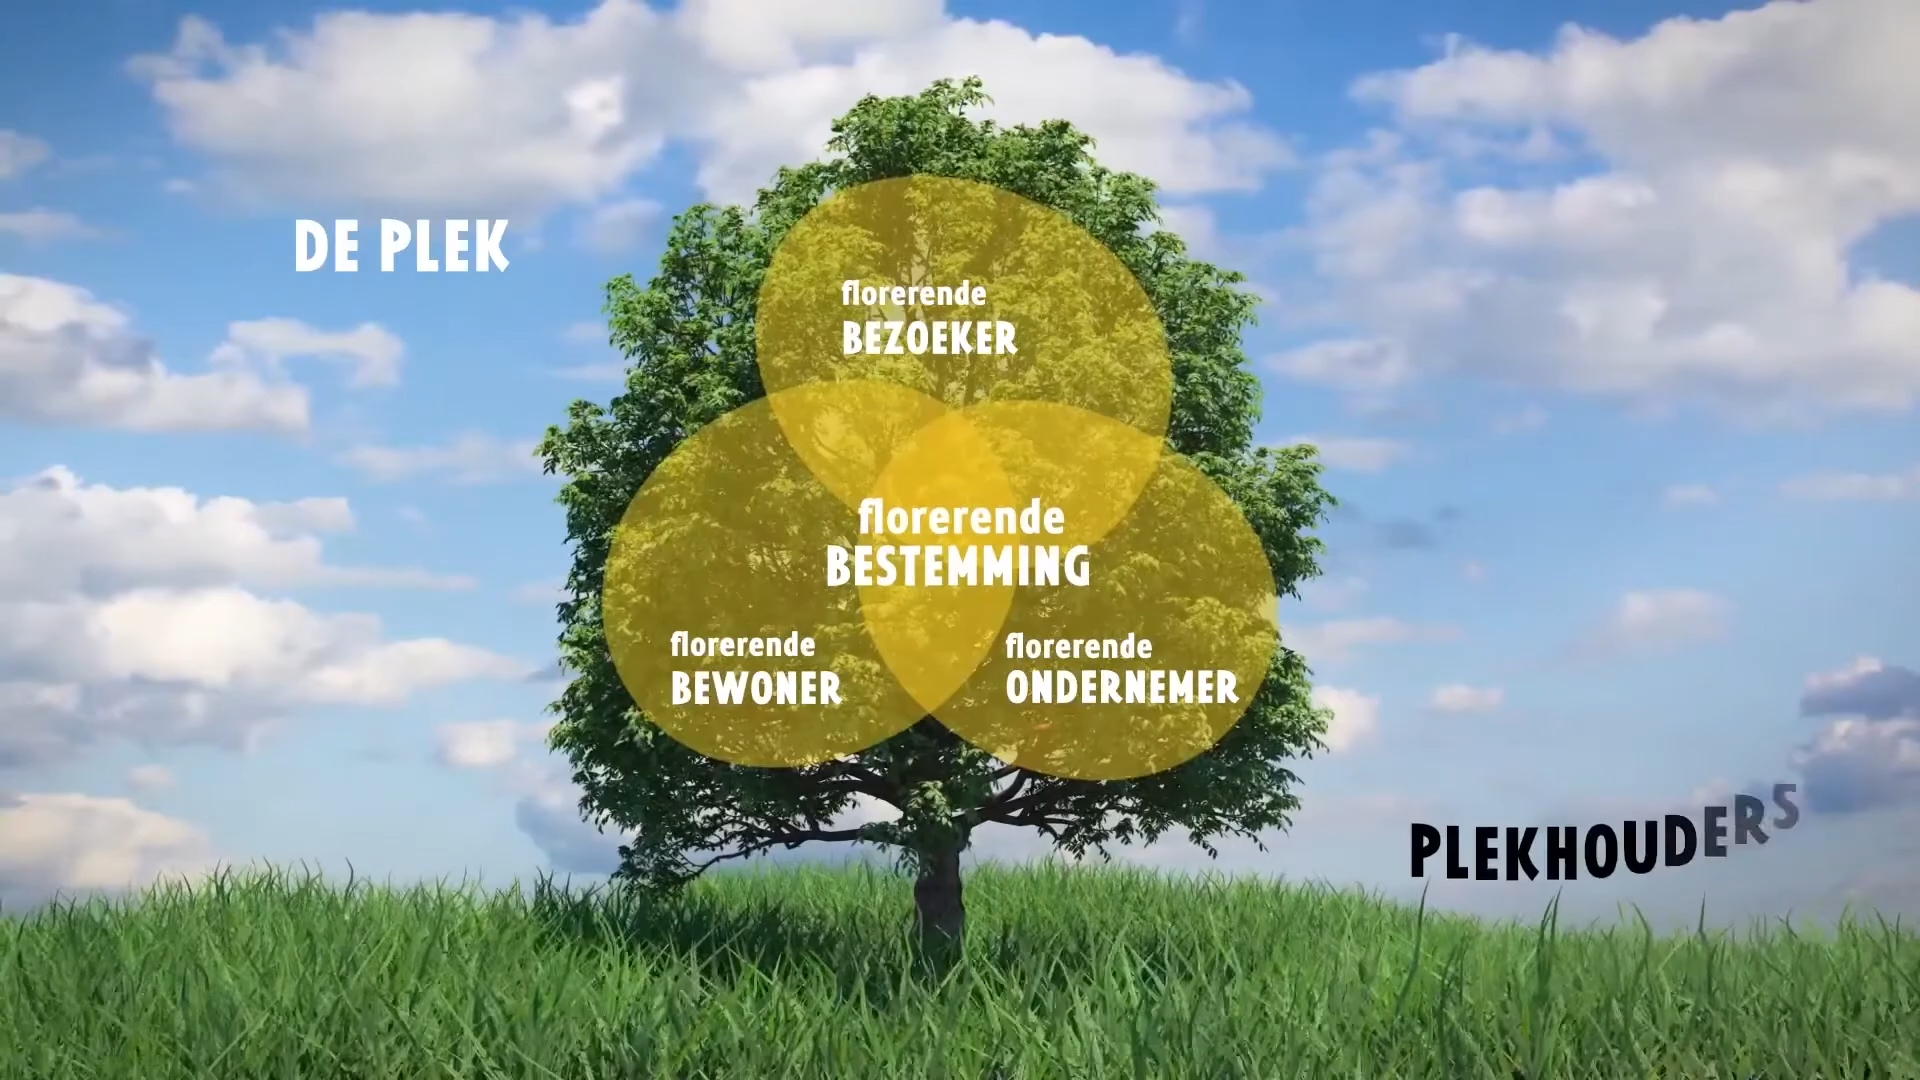 DE PLEK
florerende
BEZOEKER
florerende
BESTEMMING
florerende
BEWONER
florerende
ONDERNEMER
PLEKHOUDERS